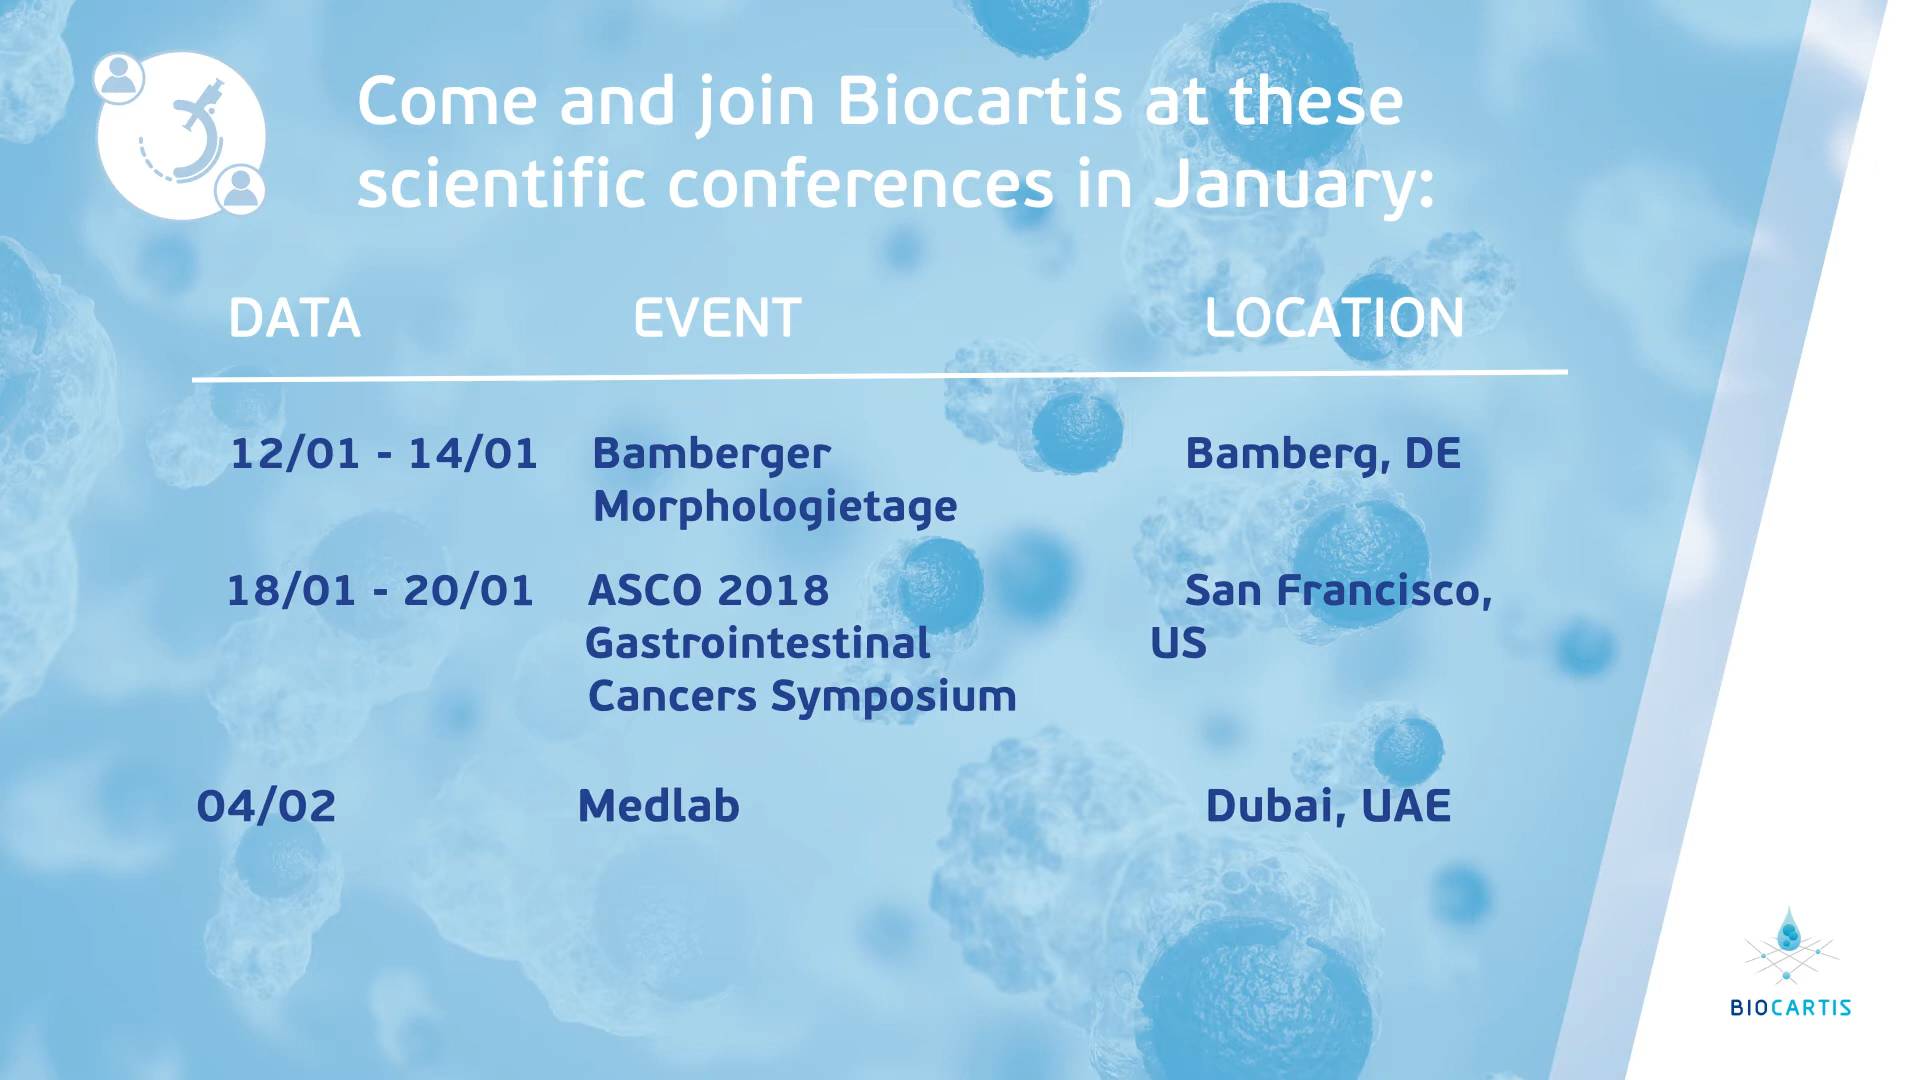 Come and join Biocartis at these
scientific conferences in January:
DATA EVENT LOCATION
12/01 - 14/01 Bamberger Bamberg, DE
Morphologietage
18/01 - 20/01 ASCO 2018 San Francisco,
Gastrointestinal US
Cancers Symposium
04/02 Medlab Dubai, UAE
BIOCARTIS